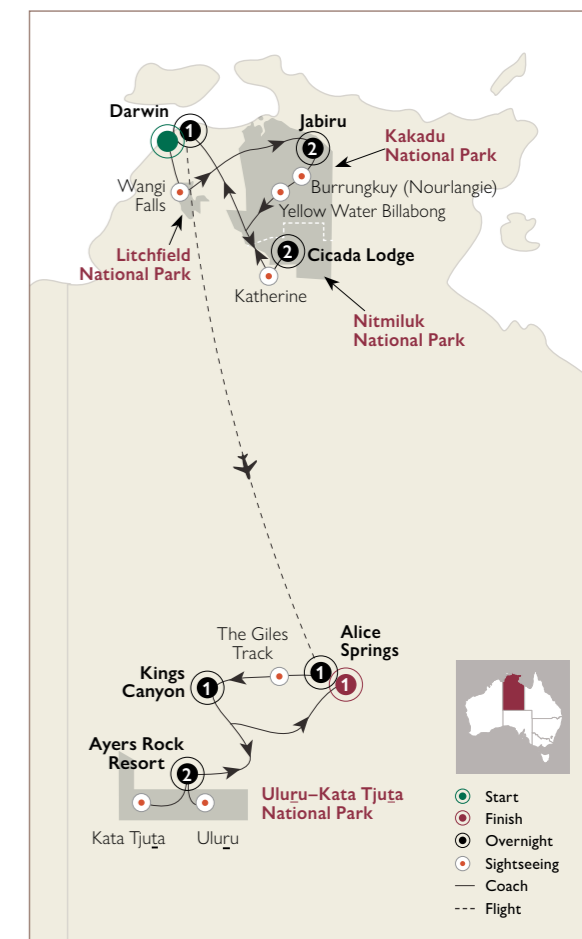 Darwin
1
Jabiru
2
Kakadu
National Park
Wangi
Falls
Burrungkuy (Nourlangie)
Yellow Water Billabong
Litchfield
National Park
2
Cicada Lodge
Katherine
Nitmiluk
National Park
The Giles
Track
Alice
Springs
Kings
Canyon
1
1
1
Ayers Rock
Resort
2
Uluṟu–Kata Tjuṯa
National Park
Kata Tjuṯa
Uluṟu
Start
Finish
Overnight
Sightseeing
Coach
Flight